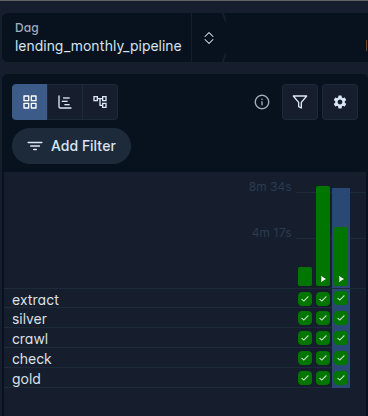 Dag
lending_monthly_pipeline
Add Filter
8m 34s
4m 17s
extract
silver
crawl
check
gold